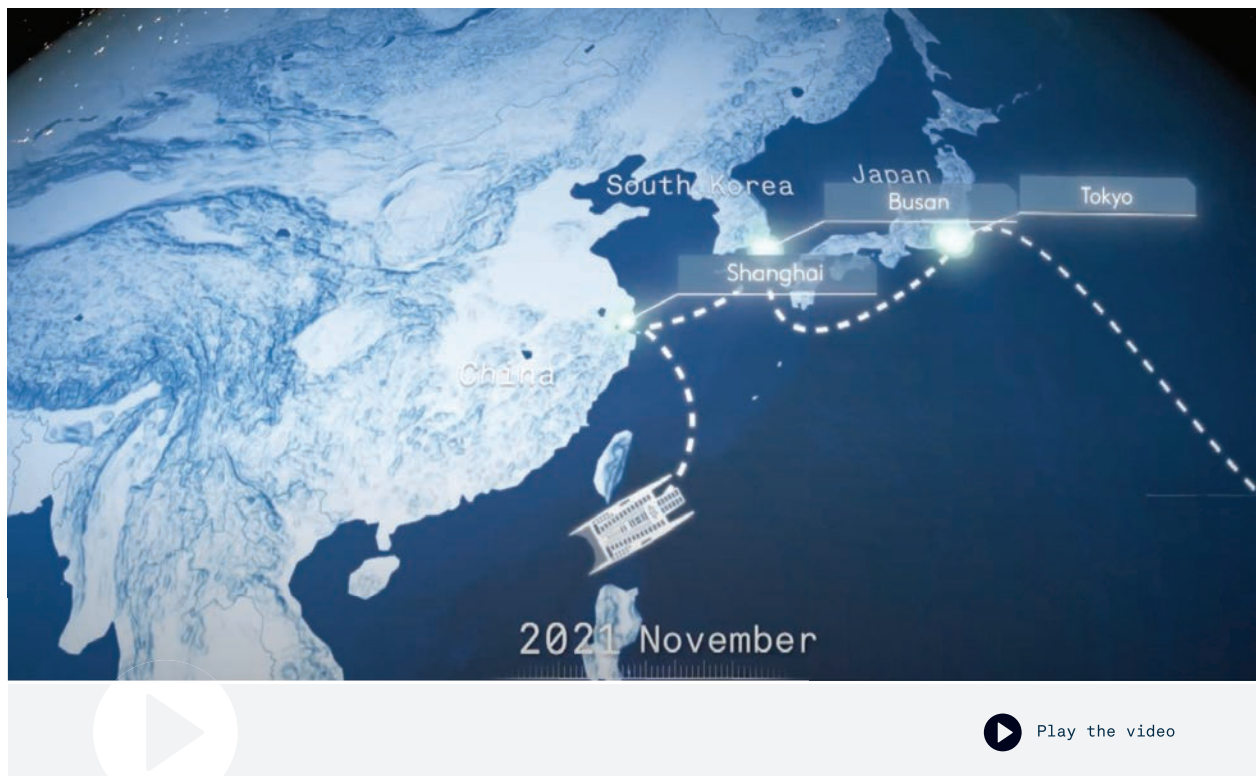 South Korea
Japan
Busan
Tokyo
Shanghai
China
2021 November
Play the video